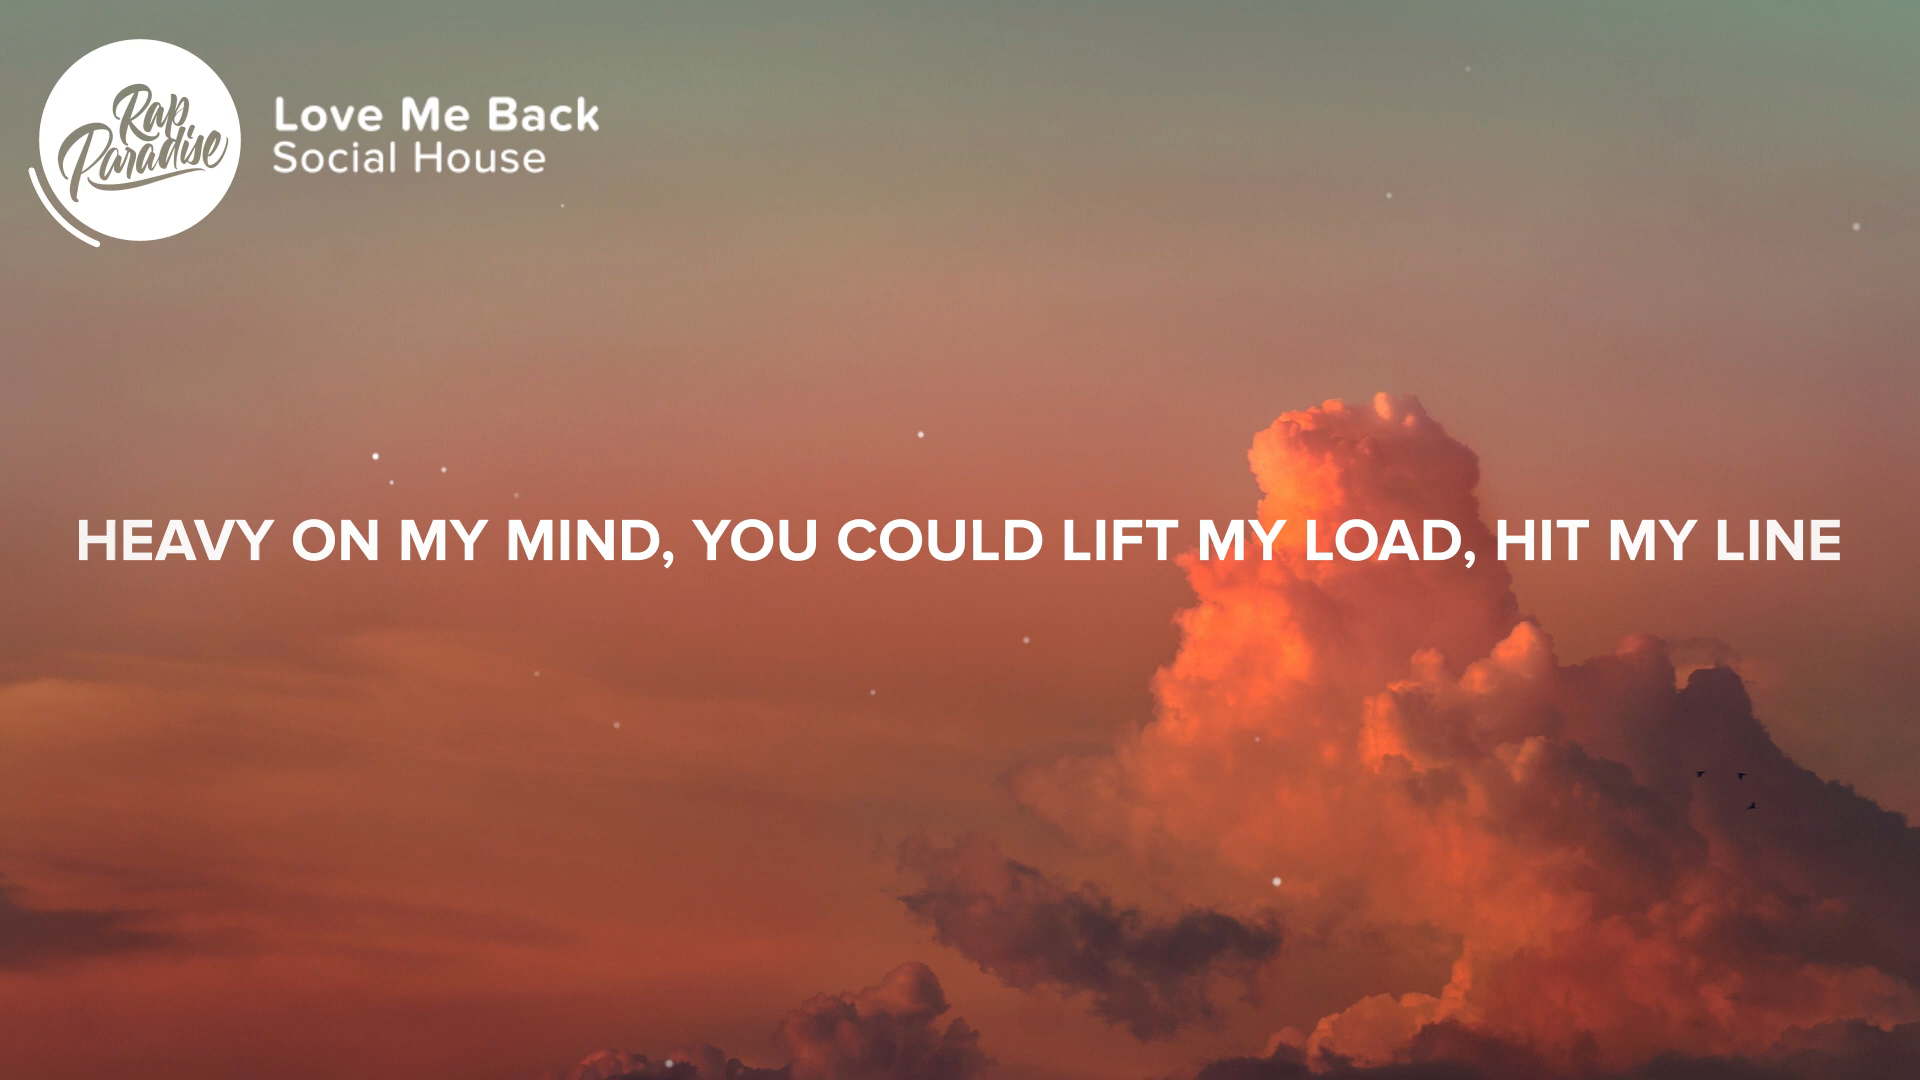 Rap
Paradise
Love Me Back
Social House
HEAVY ON MY MIND, YOU COULD LIFT MY LOAD, HIT MY LINE